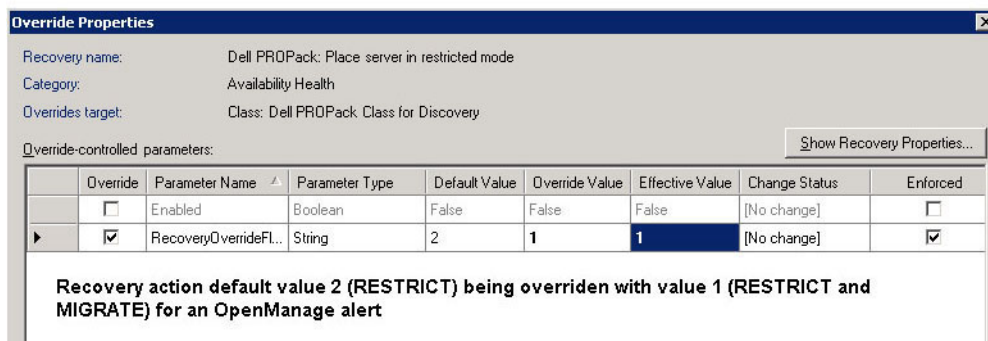 Override Properties
Recovery name: Dell PROPack: Place server in restricted mode
Category: Availability Health
Overrides target: Class: Dell PROPack Class for Discovery
Override-controlled parameters: Show Recovery Properties...
Override Parameter Name Parameter Type Default Value Override Value Effective Value Change Status Enforced
Enabled Boolean False False False [No change]
RecoveryOverrideFl... String 2 1 1 [No change]
Recovery action default value 2 (RESTRICT) being overriden with value 1 (RESTRICT and
MIGRATE) for an OpenManage alert